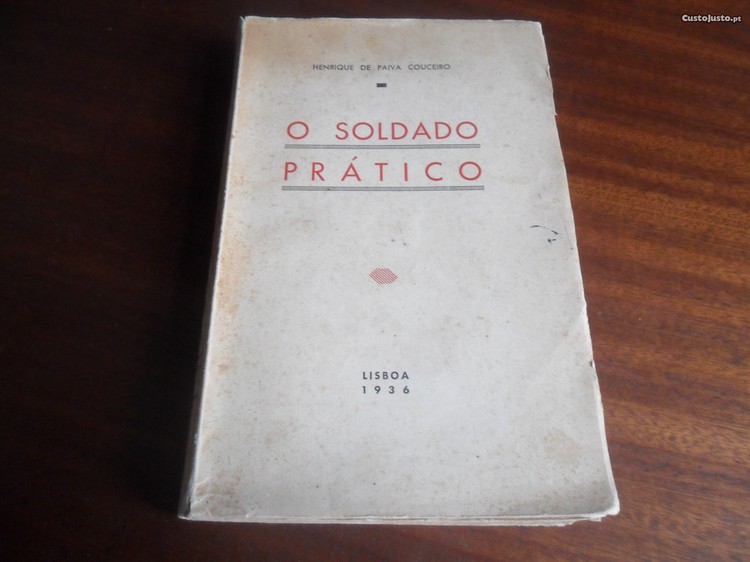 CustoJusto.pt
HENRIQUE DE PAIVA COUCEIRO
O SOLDADO
PRÁTICO
LISBOA
1936